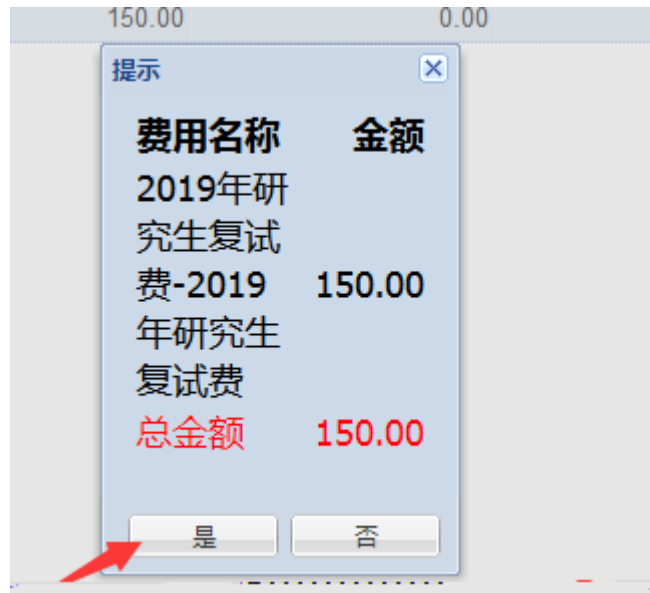 150.00 0.00
提示
费用名称 金额
2019年研
究生复试
费-2019 150.00
年研究生
复试费
总金额 150.00
是 否